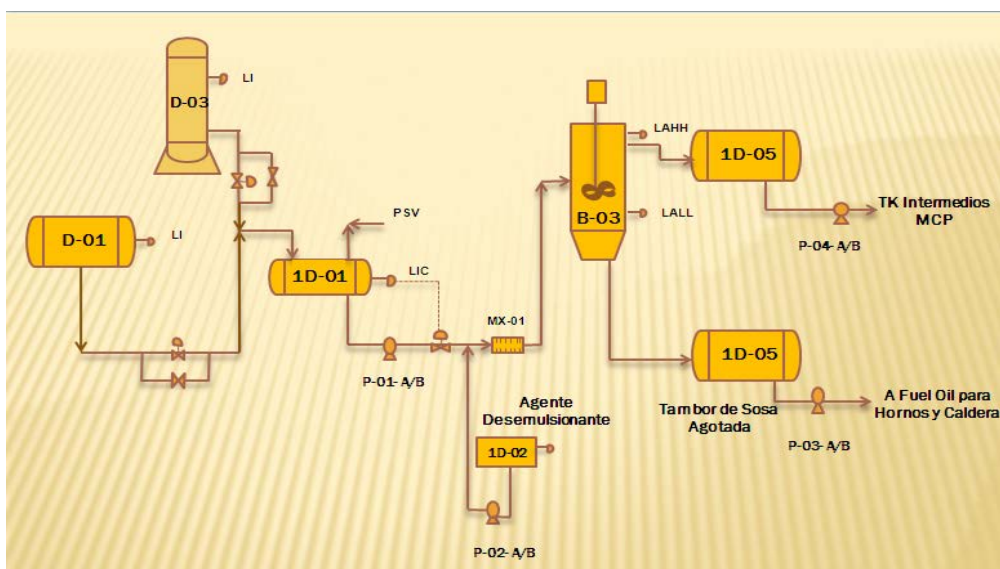 D-03
LI
D-01
LI
PSV
1D-01
LIC
P-01-A/B
MX-01
Agente
Desemulsionante
1D-02
P-02-A/B
LAHH
B-03
LALL
1D-05
TK Intermedios
MCP
P-04-A/B
1D-05
Tambor de Sosa
Agotada
A Fuel Oil para
Hornos y Caldera
P-03-A/B